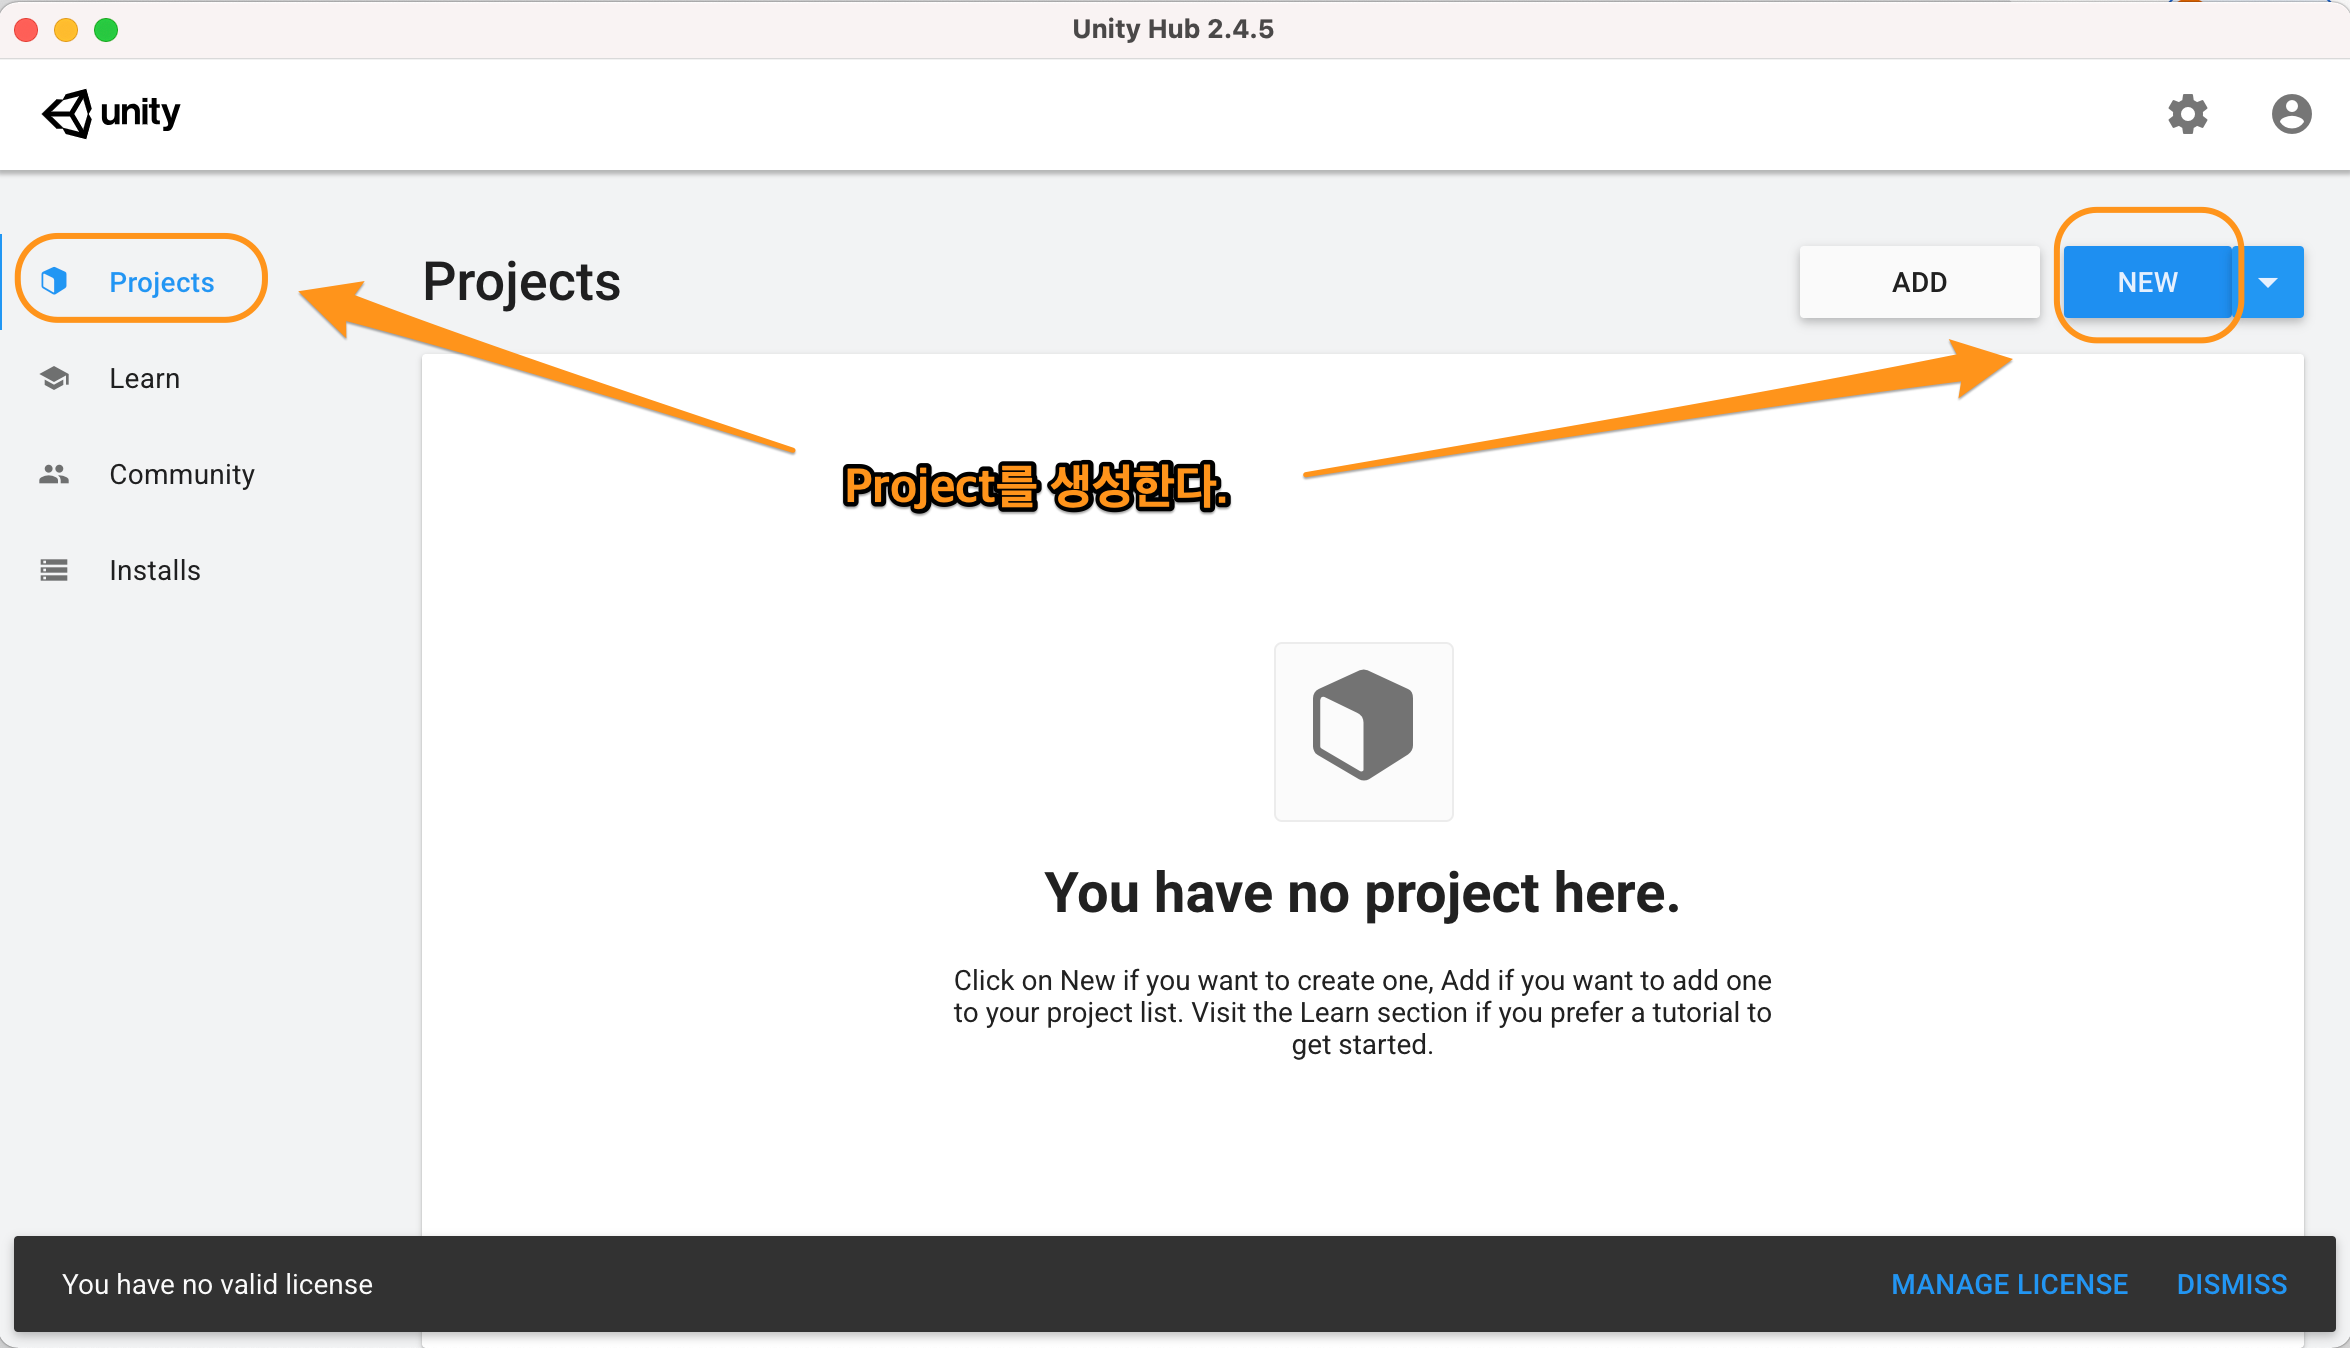 Unity Hub 2.4.5
unity
Projects
Learn
Community
Installs
Projects
ADD
NEW
Project를 생성한다.
You have no project here.
Click on New if you want to create one, Add if you want to add one
to your project list. Visit the Learn section if you prefer a tutorial to
get started.
You have no valid license
MANAGE LICENSE
DISMISS